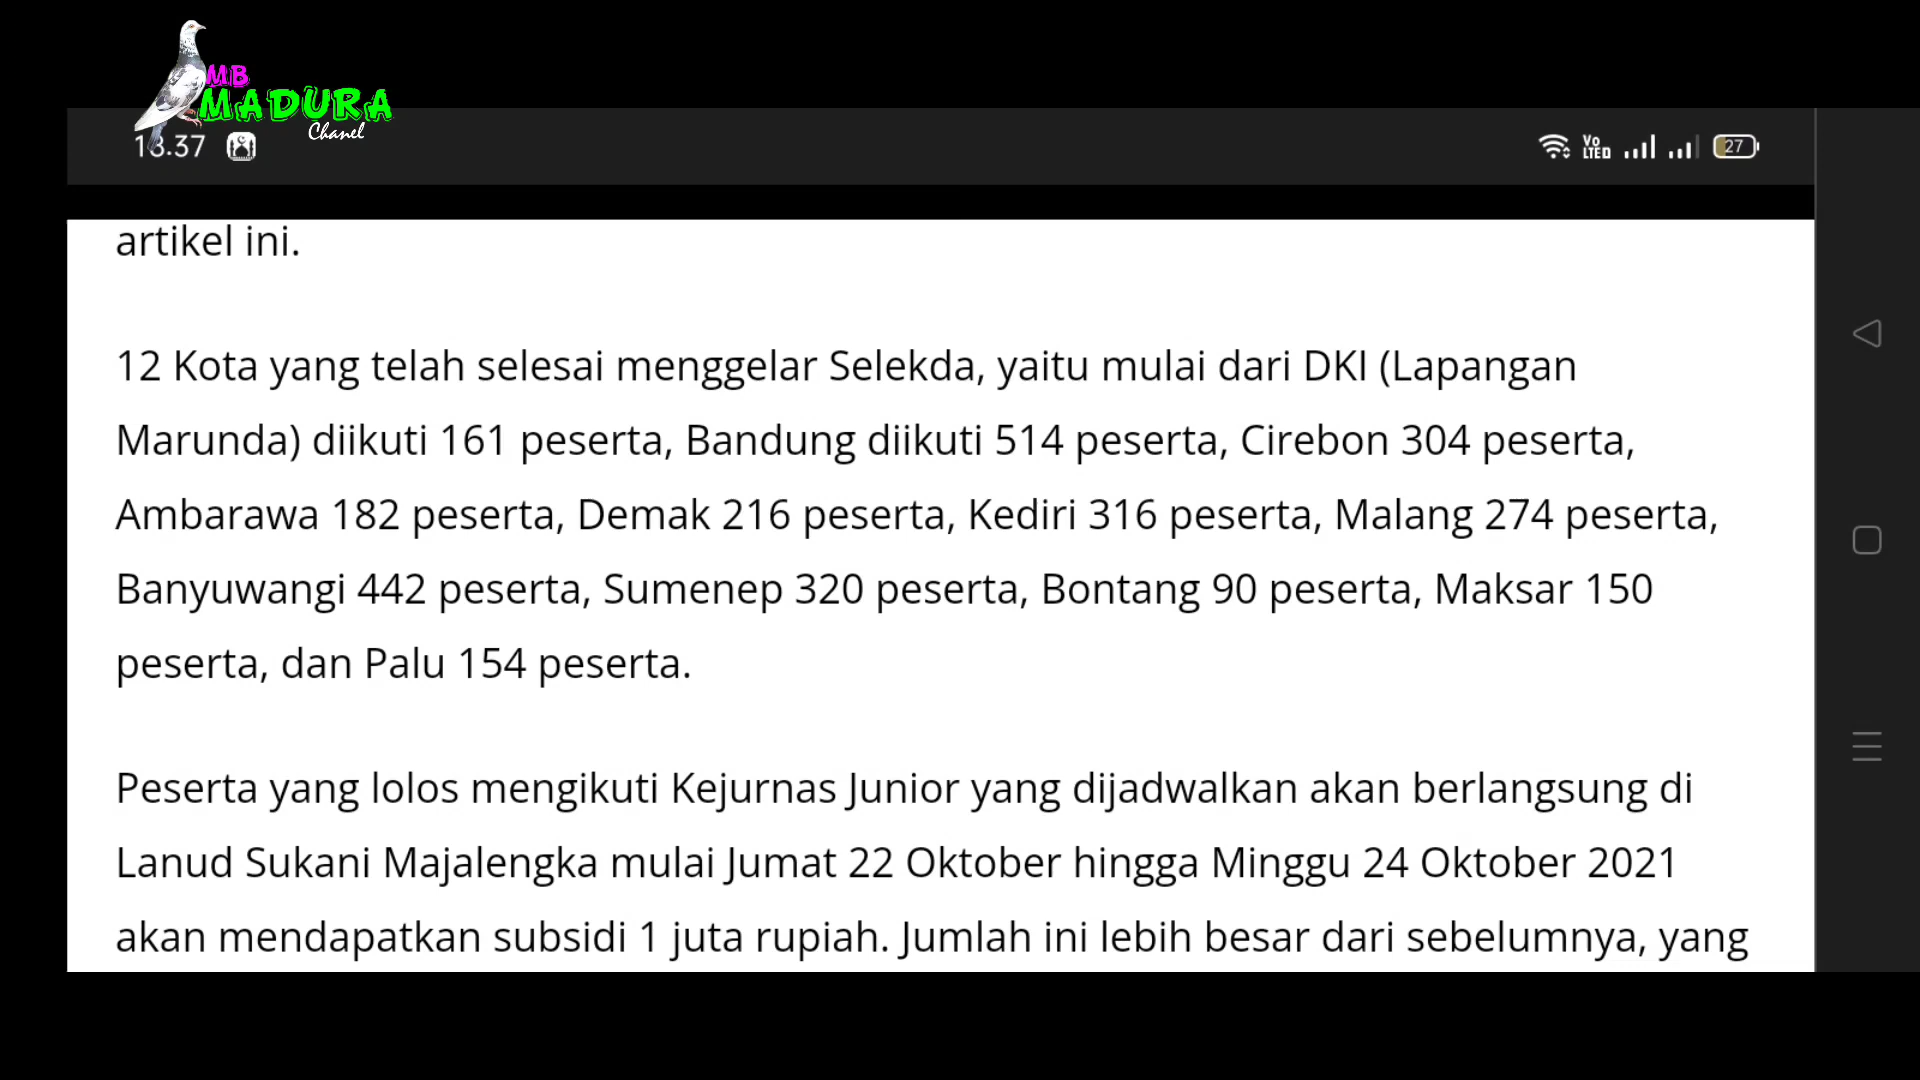 MB
MADURA
Chanel
18.37
Vo
LTED
27
artikel ini.
12 Kota yang telah selesai menggelar Selekda, yaitu mulai dari DKI (Lapangan
Marunda) diikuti 161 peserta, Bandung diikuti 514 peserta, Cirebon 304 peserta,
Ambarawa 182 peserta, Demak 216 peserta, Kediri 316 peserta, Malang 274 peserta,
Banyuwangi 442 peserta, Sumenep 320 peserta, Bontang 90 peserta, Maksar 150
peserta, dan Palu 154 peserta.
Peserta yang lolos mengikuti Kejurnas Junior yang dijadwalkan akan berlangsung di
Lanud Sukani Majalengka mulai Jumat 22 Oktober hingga Minggu 24 Oktober 2021
akan mendapatkan subsidi 1 juta rupiah. Jumlah ini lebih besar dari sebelumnya, yang